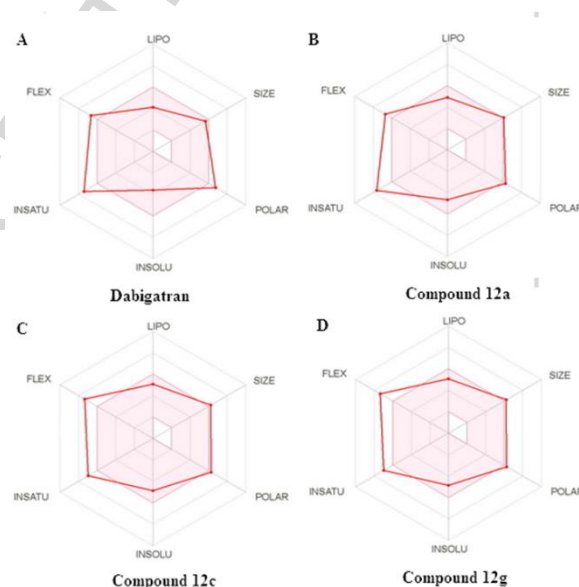 A
LIPO
FLEX
SIZE
INSATU
POLAR
INSOLU
Dabigatran
B
LIPO
FLEX
SIZE
INSATU
POLAR
INSOLU
Compound 12a
C
LIPO
FLEX
SIZE
INSATU
POLAR
INSOLU
Compound 12c
D
LIPO
FLEX
SIZE
INSATU
POLAR
INSOLU
Compound 12g